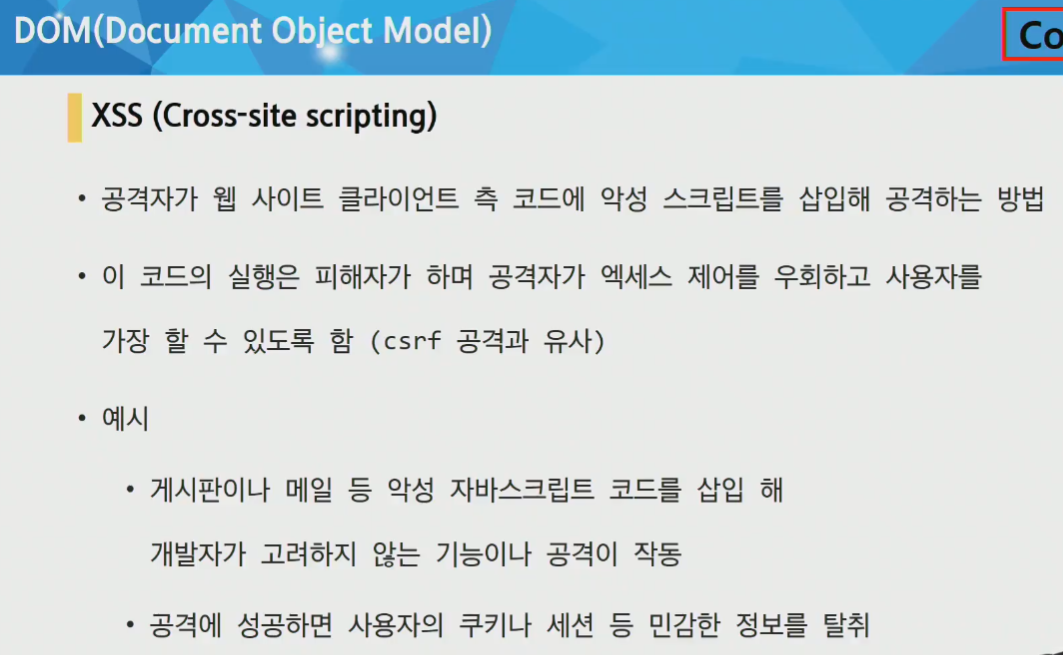 DOM(Document Object Model)
Co
XSS (Cross-site scripting)
• 공격자가 웹 사이트 클라이언트 측 코드에 악성 스크립트를 삽입해 공격하는 방법
• 이 코드의 실행은 피해자가 하며 공격자가 엑세스 제어를 우회하고 사용자를
가장 할 수 있도록 함 (csrf 공격과 유사)
• 예시
• 게시판이나 메일 등 악성 자바스크립트 코드를 삽입 해
개발자가 고려하지 않는 기능이나 공격이 작동
• 공격에 성공하면 사용자의 쿠키나 세션 등 민감한 정보를 탈취